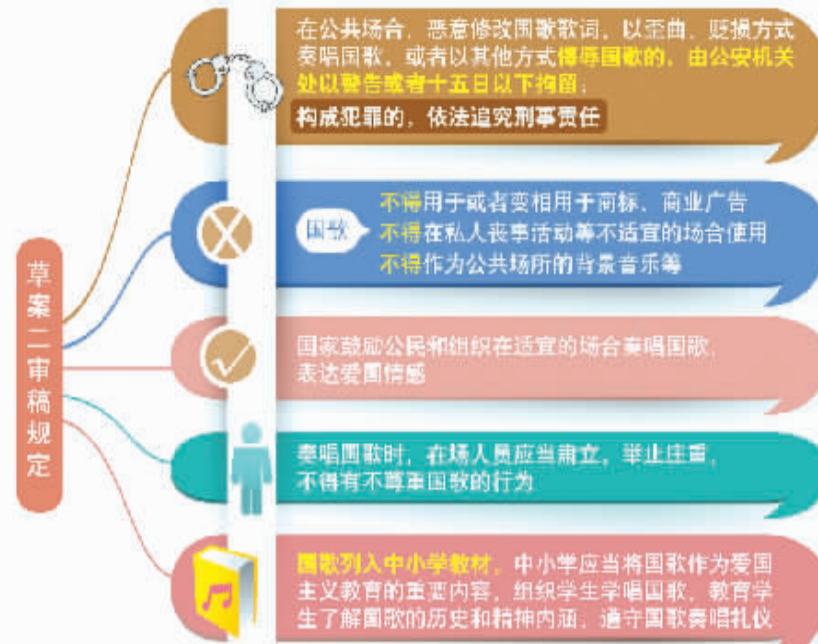 草案二审稿规定
在公共场合，恶意修改国歌歌词，以歪曲、贬损方式
奏唱国歌，或者以其他方式侮辱国歌的，由公安机关
处以警告或者十五日以下拘留；
构成犯罪的，依法追究刑事责任
国歌
不得用于或者变相用于商标、商业广告
不得在私人丧事活动等不适宜的场合使用
不得作为公共场所的背景音乐等
国家鼓励公民和组织在适宜的场合奏唱国歌，
表达爱国情感
奏唱国歌时，在场人员应当肃立，举止庄重，
不得有不尊重国歌的行为
国歌列入中小学教材，中小学应当将国歌作为爱国
主义教育的重要内容，组织学生学唱国歌，教育学
生了解国歌的历史和精神内涵、遵守国歌奏唱礼仪